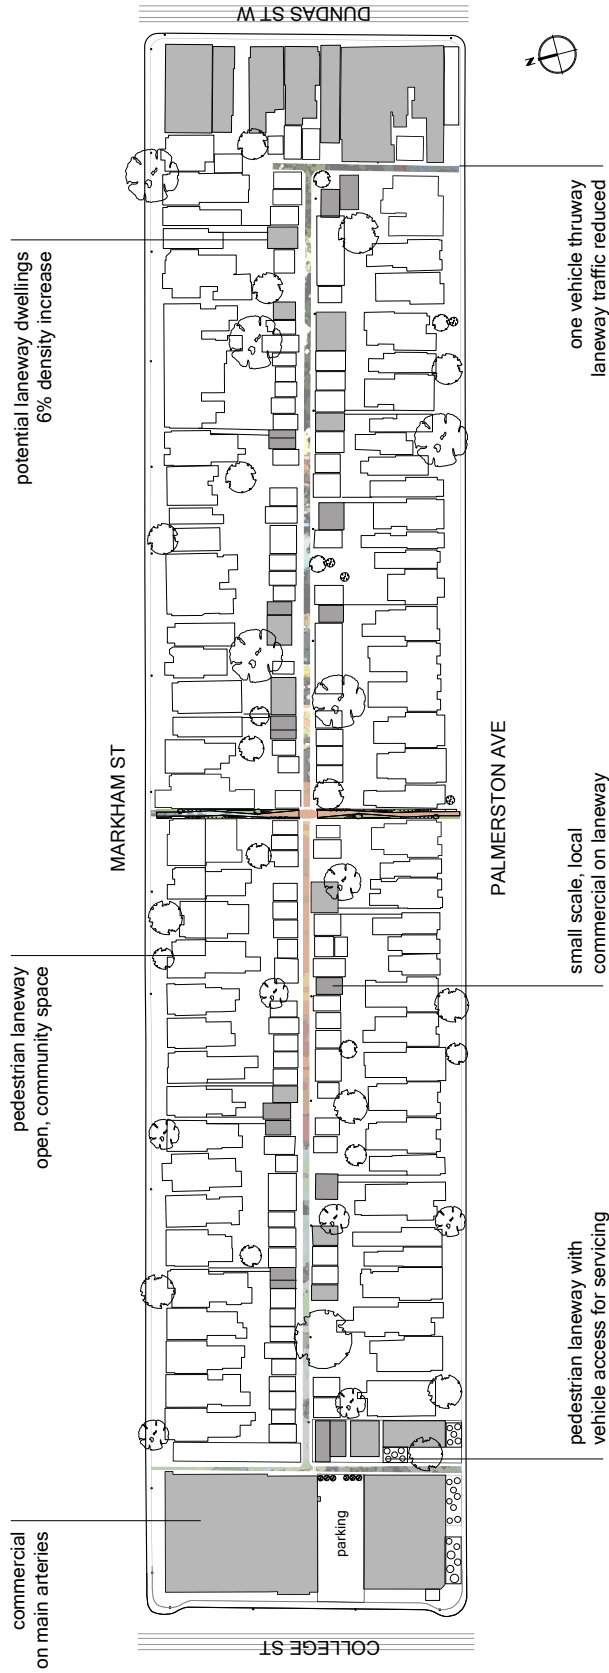 DUNDAS ST W
N
potential laneway dwellings
6% density increase
one vehicle thruway
laneway traffic reduced
MARKHAM ST
PALMERSTON AVE
pedestrian laneway
open, community space
small scale, local
commercial on laneway
pedestrian laneway with
vehicle access for servicing
commercial
on main arteries
parking
COLLEGE ST